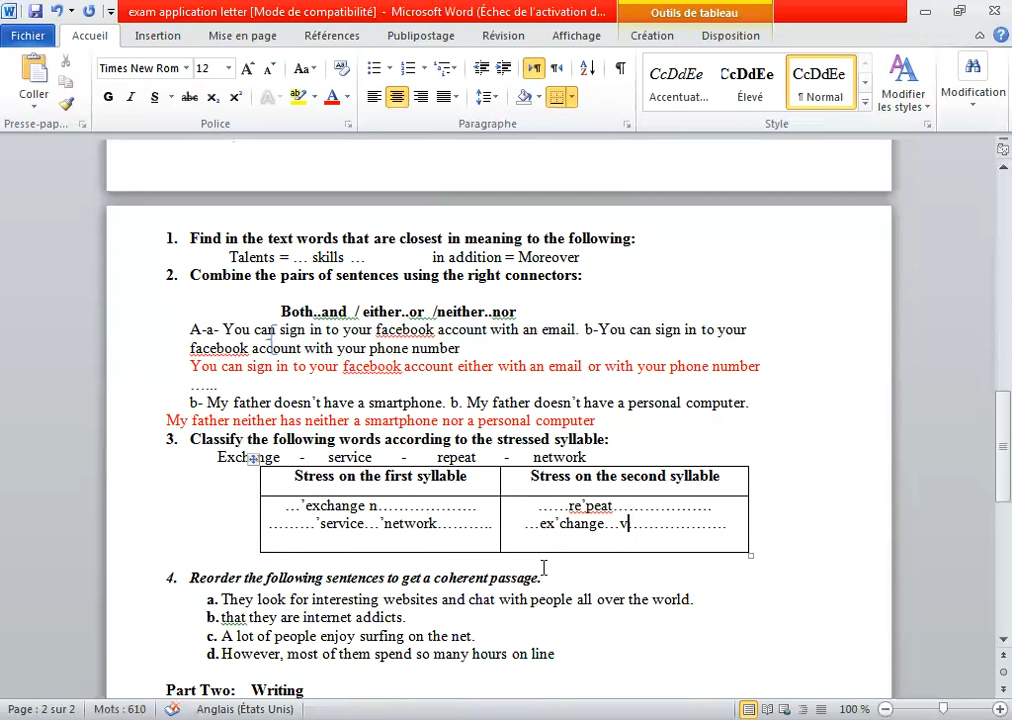 exam application letter [Mode de compatibilité] - Microsoft Word (Échec de l'activation d...
Outils de tableau
Fichier Accueil Insertion Mise en page Références Publipostage Révision Affichage Création Disposition
Coller
Times New Rom 12 Aa
G I S abc x₂ x² A ab A
CcDdEe CcDdEe CcDdEe
Accentuat... Élevé ¶ Normal
Modifier les styles
Modification
Presse-pap... Police Paragraphe Style
1. Find in the text words that are closest in meaning to the following:
Talents = … skills … in addition = Moreover
2. Combine the pairs of sentences using the right connectors:
Both..and / either..or /neither..nor
A-a- You can sign in to your facebook account with an email. b-You can sign in to your
facebook account with your phone number
You can sign in to your facebook account either with an email or with your phone number
…...
b- My father doesn't have a smartphone. b. My father doesn't have a personal computer.
My father neither has neither a smartphone nor a personal computer
3. Classify the following words according to the stressed syllable:
Exchange - service - repeat - network
Stress on the first syllable Stress on the second syllable
…'exchange n………………. ……re'peat……………….
………'service…'network……….. …ex'change…v……………….
4. Reorder the following sentences to get a coherent passage.
a. They look for interesting websites and chat with people all over the world.
b. that they are internet addicts.
c. A lot of people enjoy surfing on the net.
d. However, most of them spend so many hours on line
Part Two: Writing
Page : 2 sur 2 Mots : 610 Anglais (États Unis) 100 %